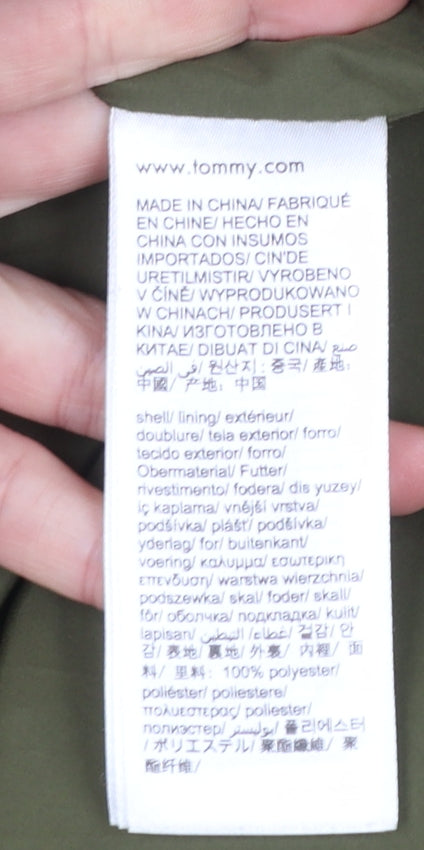 www.tommy.com
MADE IN CHINA/ FABRIQUÉ
EN CHINE/ HECHO EN
CHINA CON INSUMOS
IMPORTADOS/ CIN'DE
URETILMISTIR/ VYROBENO
V ČÍNĚ/ WYPRODUKOWANO
W CHINACH/ PRODUSERT I
KINA/ ИЗГОТОВЛЕНО В
КИТАЕ/ DIBUAT DI CINA/ صنع
في الصين/ 원산지: 중국/ 產地:
中國/ 产地: 中国
shell/ lining/ extérieur/
doublure/ tela exterior/ forro/
tecido exterior/ forro/
Obermaterial/ Futter/
rivestimento/ fodera/ dis yuzey/
iç kaplama/ vnější vrstva/
podšívka/ plášť/ podšívka/
yderlag/ for/ buitenkant/
voering/ καλυμμα/ εσωτερικη
επενδυση/ warstwa wierzchnia/
podszewka/ skal/ foder/ skall/
fôr/ оболчка/ подкладка/ kulit/
lapisan/ غطاء/ التبطين/ 겉감/ 안
감/ 表地/ 裏地/ 外裏/ 內裡/ 面
料/ 里料: 100% polyester/
poliéster/ poliestere/
πολυεστερας/ poliester/
полиэстер/ بوليستر/ 폴리에스터
/ ポリエステル/ 聚酯纖維/ 聚
酯纤维/